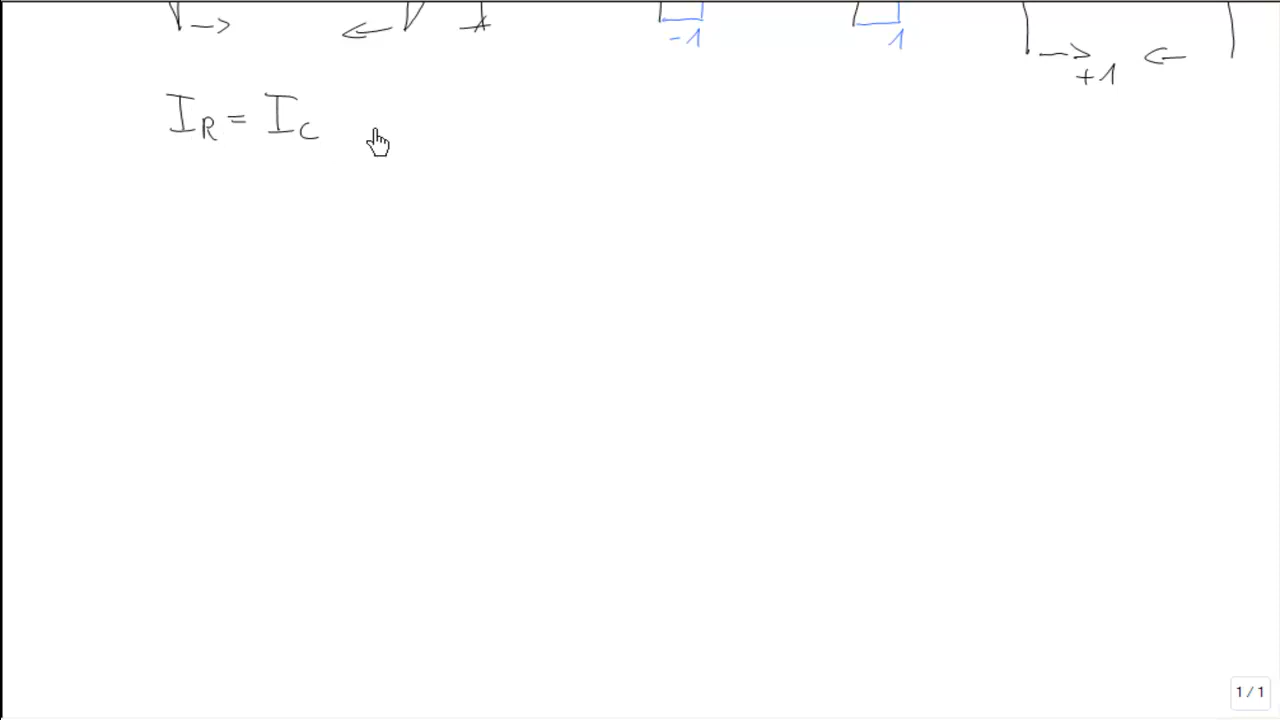 -1 1
+1
I_R = I_C
1 / 1